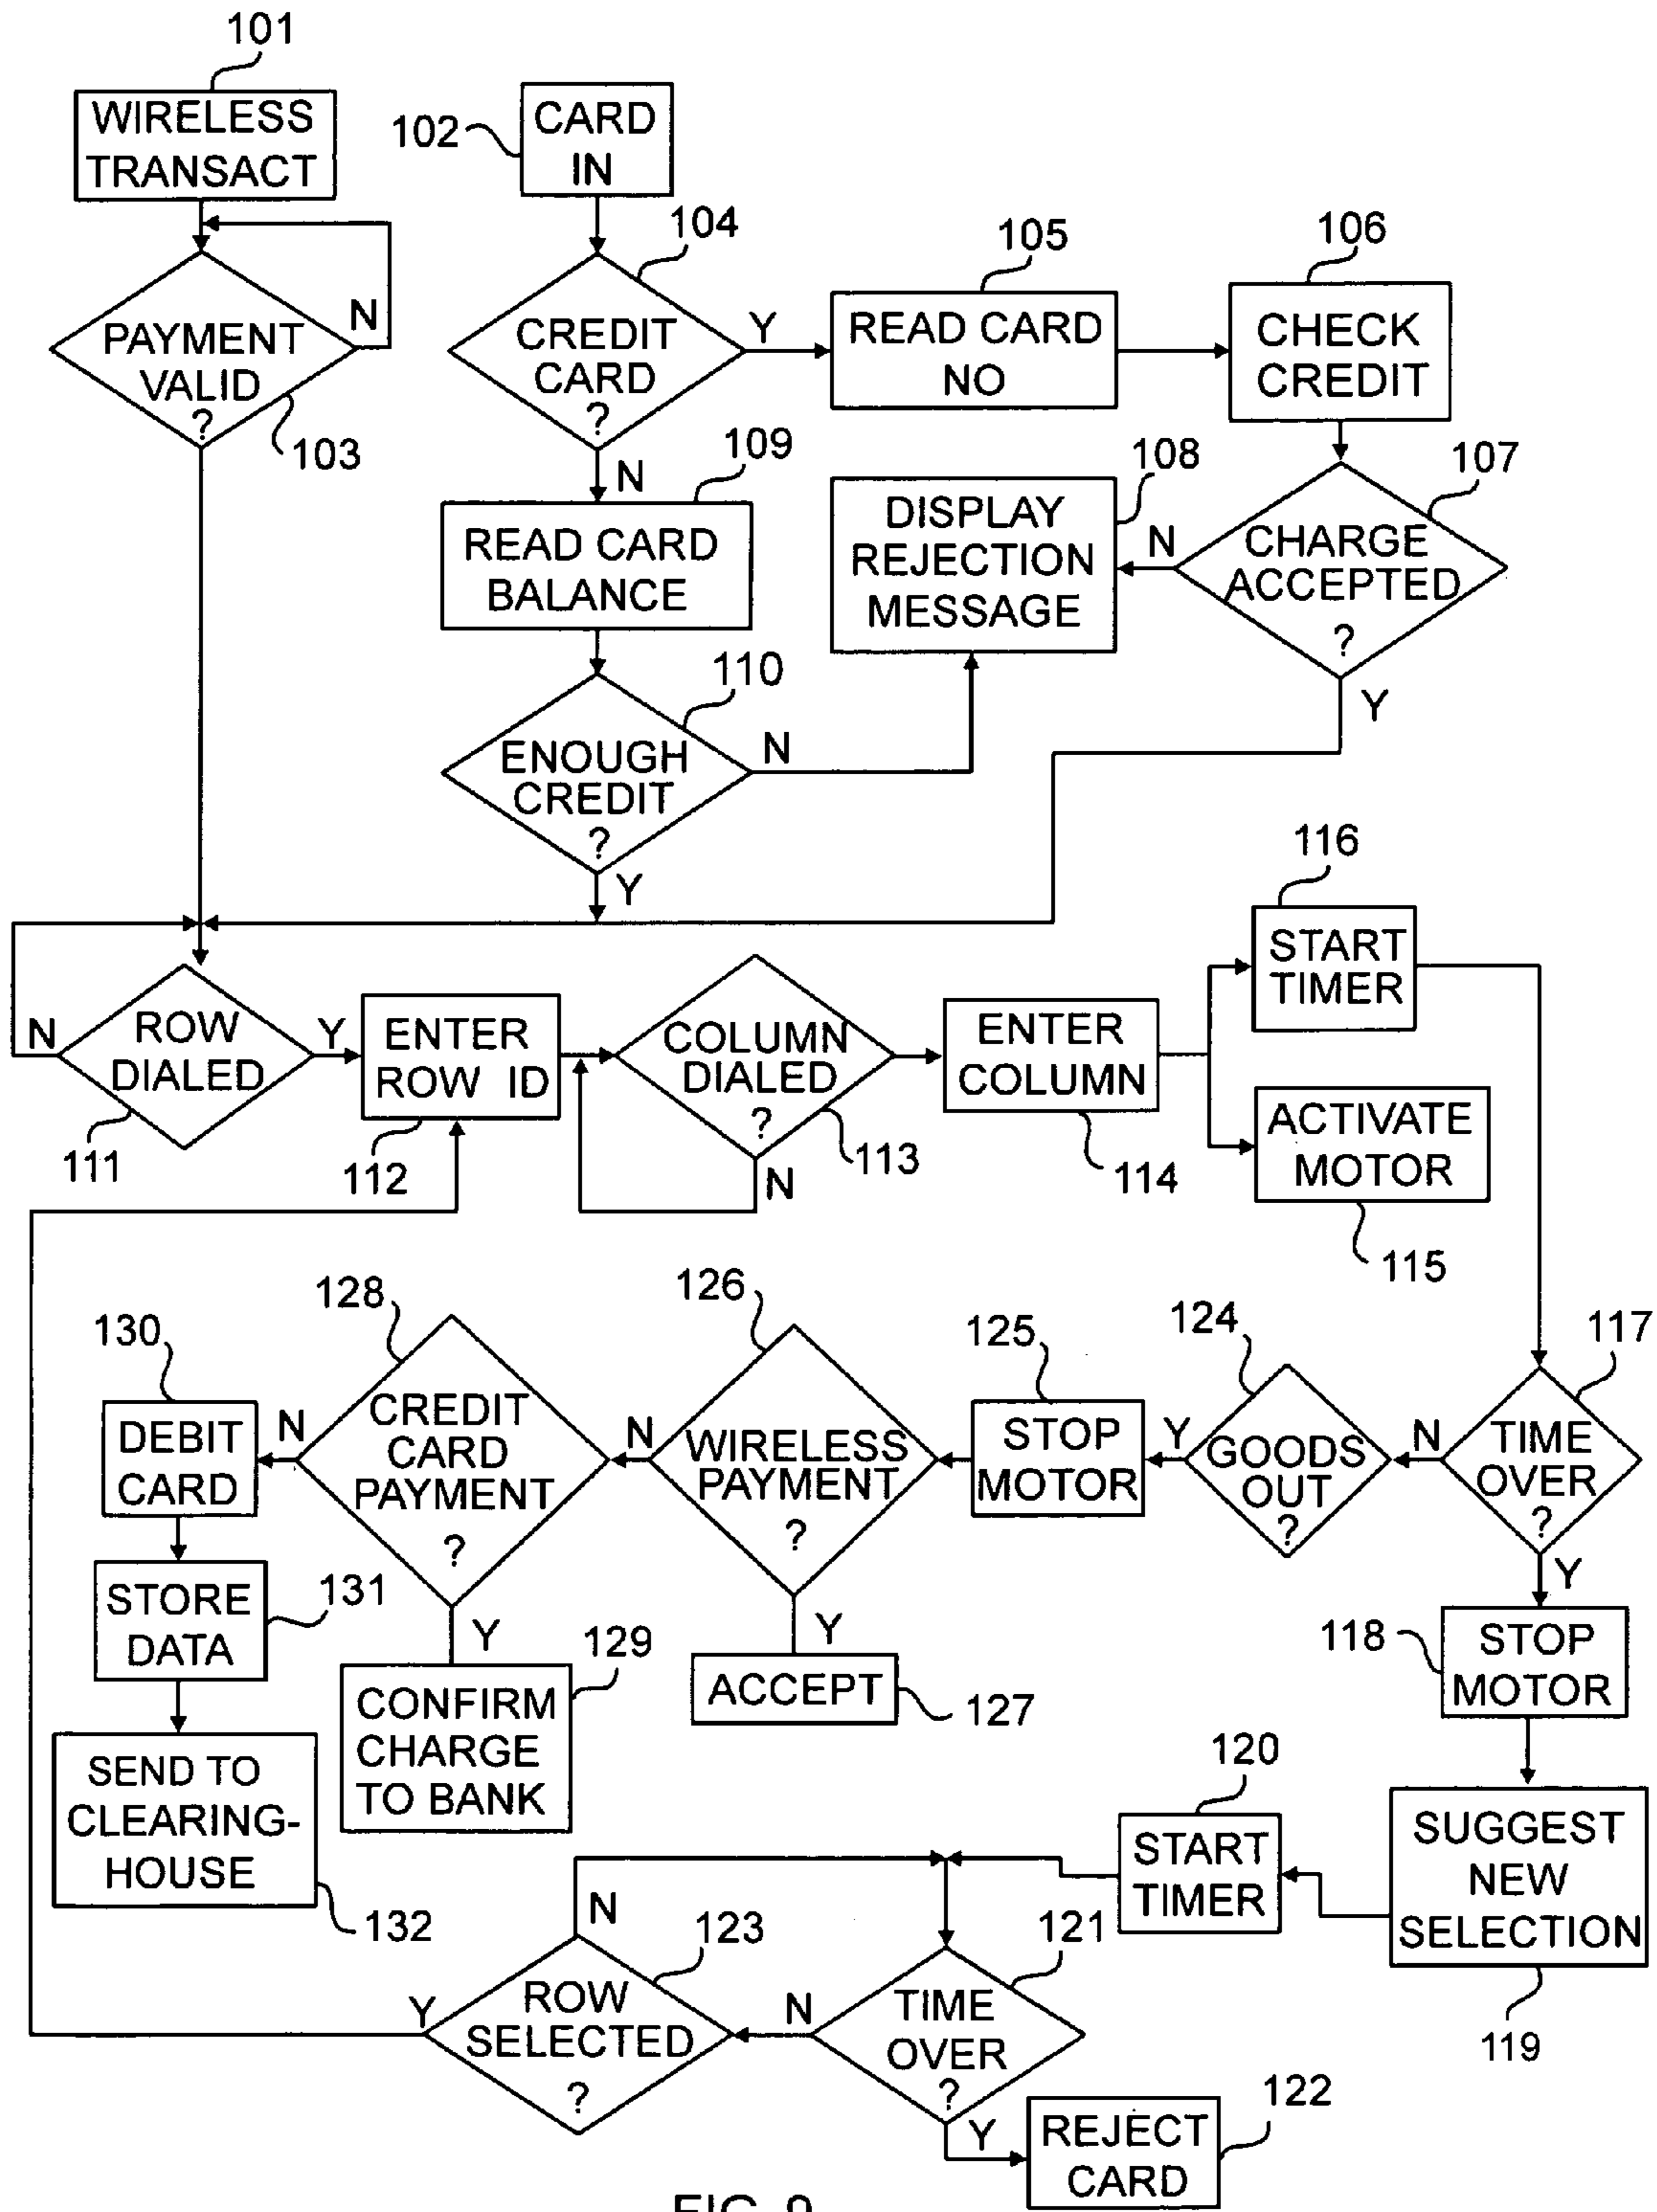 101
WIRELESS
TRANSACT
102
CARD
IN
PAYMENT
VALID
?
N
103
104
CREDIT
CARD
?
Y
N
105
READ CARD
NO
106
CHECK
CREDIT
107
CHARGE
ACCEPTED
?
N
Y
108
DISPLAY
REJECTION
MESSAGE
109
READ CARD
BALANCE
110
ENOUGH
CREDIT
?
N
Y
ROW
DIALED
N
Y
111
ENTER
ROW ID
112
COLUMN
DIALED
?
N
113
ENTER
COLUMN
114
116
START
TIMER
ACTIVATE
MOTOR
115
117
TIME
OVER
?
N
Y
124
GOODS
OUT
?
Y
125
STOP
MOTOR
126
WIRELESS
PAYMENT
?
N
Y
ACCEPT
127
128
CREDIT
CARD
PAYMENT
?
N
Y
129
CONFIRM
CHARGE
TO BANK
130
DEBIT
CARD
STORE
DATA
131
SEND TO
CLEARING-
HOUSE
132
118
STOP
MOTOR
SUGGEST
NEW
SELECTION
119
120
START
TIMER
121
TIME
OVER
?
N
Y
123
ROW
SELECTED
?
N
Y
122
REJECT
CARD
FIG. 9